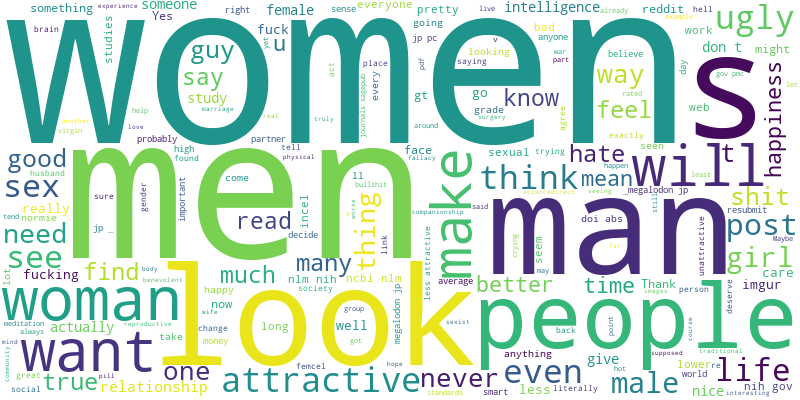 women
s
men
man
look
people
will
woman
want
attractive
make
ugly
happiness
something
someone
Yes
guy
fuck
u
female
intelligence
everyone
pretty
right
sense
going
reddit
live
already
hell
experience
brain
yet
studies
say
study
jp pc
v
gt
go
know
grade
looking
saying
bad
anyone
war
part
pdf
act
every
place
journals sagepub
way
feel
don t
work
might
day
believe
rated
web
gov pmc
let
example
agree
exactly
seen
another
virgin
help
marriage
love
real
truly
tell
partner
probably
around
surgery
good
husband
high
found
physical
face
sexual
trying
hate
t
sex
really
tend
normie
sure
gender
important
come
read
incel
ll
bullshit
worse
thing
fallacy
companionship
think
mean
happen
sciencedirect
seeing
_megalodon jp
least
shit
need
see
jp _
decide
link
less attractive
said
doi abs
resubmit
still
unattractive
post
Maybe
lot
fucking
find
much
many
nlm nih
ncbi nlm
megalodon jp
average
crying
seem
may
far
better
time
Thank
imgur
girl
care
body
benevolent
happy
now
society
images
person
deserve
meditation
always
actually
reproductive
wife
change
money
long
group
well
got
sexist
back
point
course
supposed
traditional
mind
community
true
great
pill
social
one
take
relationship
femcel
hope
never
standards
smart
anything
even
literally
less
hot
give
male
lower
re
world
nice
life
nih gov
interesting